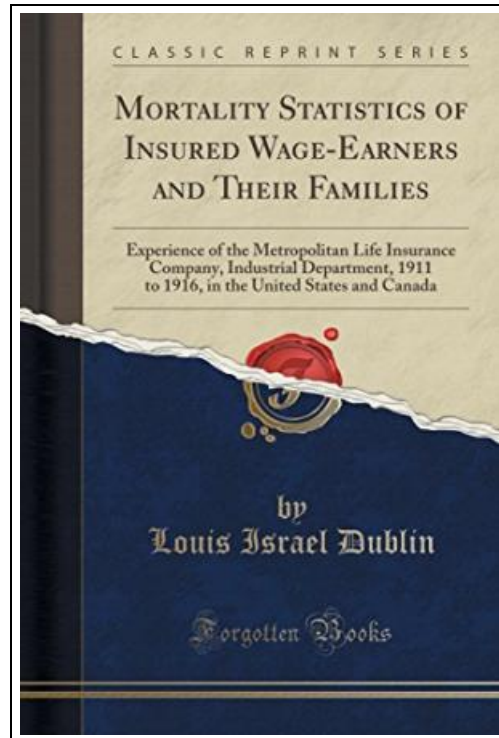 CLASSIC REPRINT SERIES
MORTALITY STATISTICS OF
INSURED WAGE-EARNERS
AND THEIR FAMILIES
Experience of the Metropolitan Life Insurance
Company, Industrial Department, 1911
to 1916, in the United States and Canada
by
Louis Israel Dublin
Forgotten Books